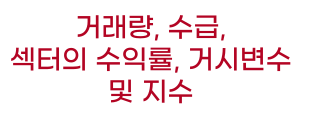 거래량, 수급,
섹터의 수익률, 거시변수
및 지수